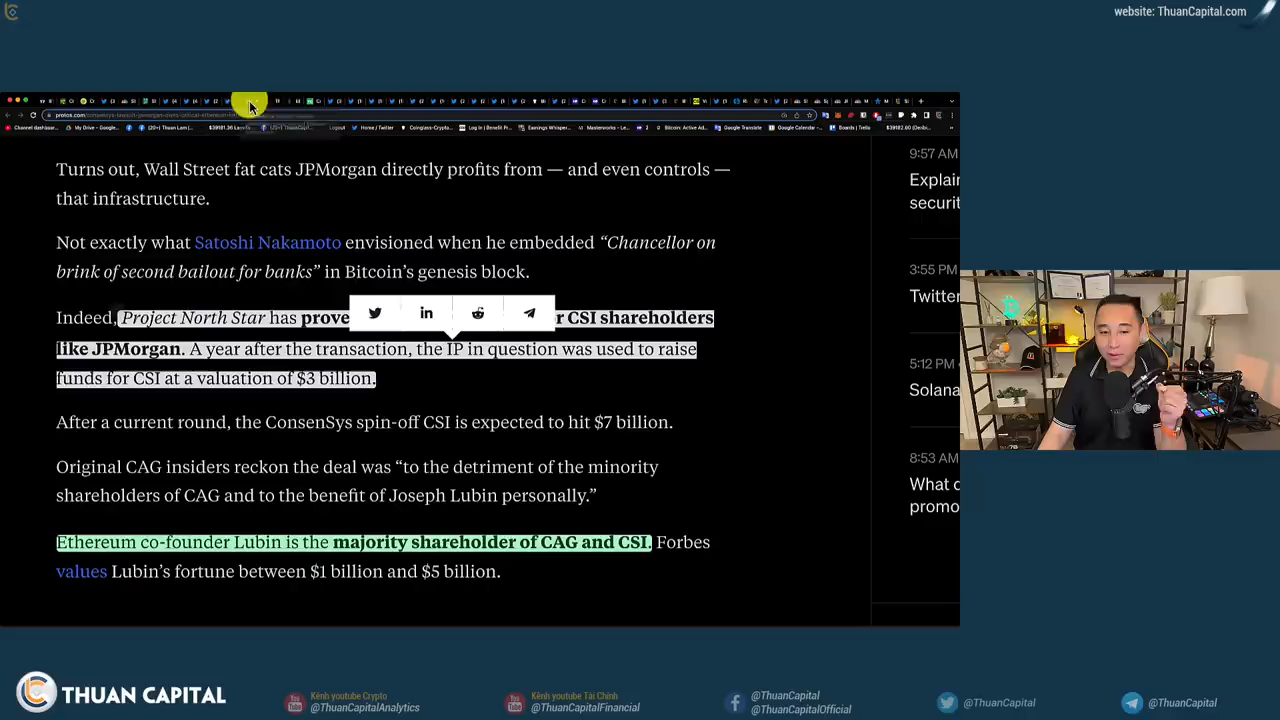 website: ThuanCapital.com
Turns out, Wall Street fat cats JPMorgan directly profits from — and even controls —
that infrastructure.
Not exactly what Satoshi Nakamoto envisioned when he embedded “Chancellor on
brink of second bailout for banks” in Bitcoin’s genesis block.
Indeed, Project North Star has prove r CSI shareholders
like JPMorgan. A year after the transaction, the IP in question was used to raise
funds for CSI at a valuation of $3 billion.
After a current round, the ConsenSys spin-off CSI is expected to hit $7 billion.
Original CAG insiders reckon the deal was “to the detriment of the minority
shareholders of CAG and to the benefit of Joseph Lubin personally.”
Ethereum co-founder Lubin is the majority shareholder of CAG and CSI. Forbes
values Lubin’s fortune between $1 billion and $5 billion.
9:57 AM
Explain
securit
3:55 PM
Twitter
5:12 PM
Solana
8:53 AM
What c
promo
THUAN CAPITAL
Kênh youtube Crypto
@ThuanCapitalAnalytics
Kênh youtube Tài Chính
@ThuanCapitalFinancial
@ThuanCapital
@ThuanCapitalOfficial
@ThuanCapital
@ThuanCapital